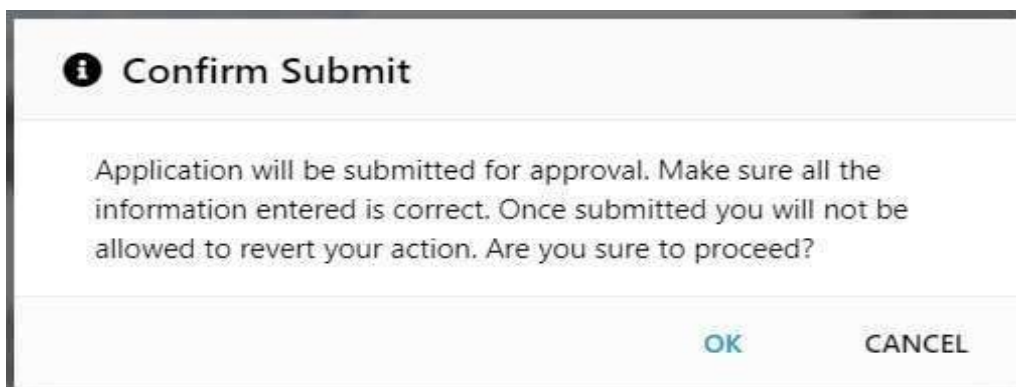 Confirm Submit
Application will be submitted for approval. Make sure all the
information entered is correct. Once submitted you will not be
allowed to revert your action. Are you sure to proceed?
OK CANCEL